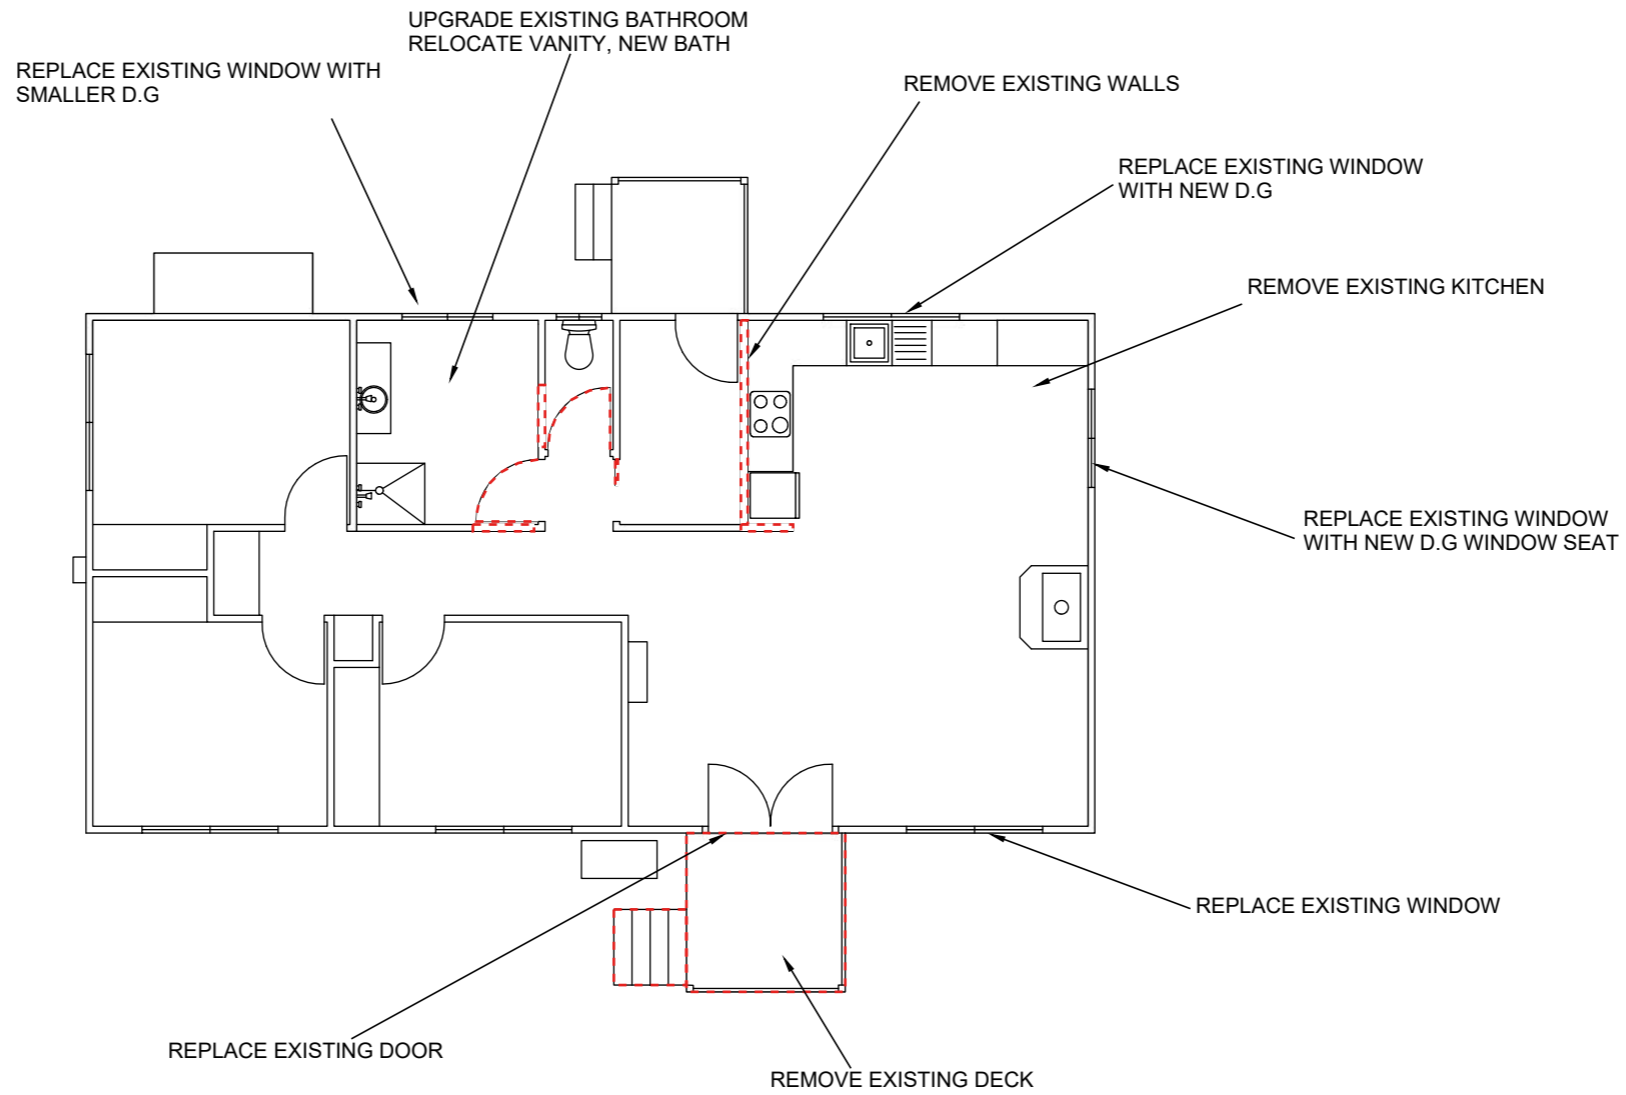 UPGRADE EXISTING BATHROOM
RELOCATE VANITY, NEW BATH
REPLACE EXISTING WINDOW WITH
SMALLER D.G
REMOVE EXISTING WALLS
REPLACE EXISTING WINDOW
WITH NEW D.G
REMOVE EXISTING KITCHEN
REPLACE EXISTING WINDOW
WITH NEW D.G WINDOW SEAT
REPLACE EXISTING WINDOW
REPLACE EXISTING DOOR
REMOVE EXISTING DECK